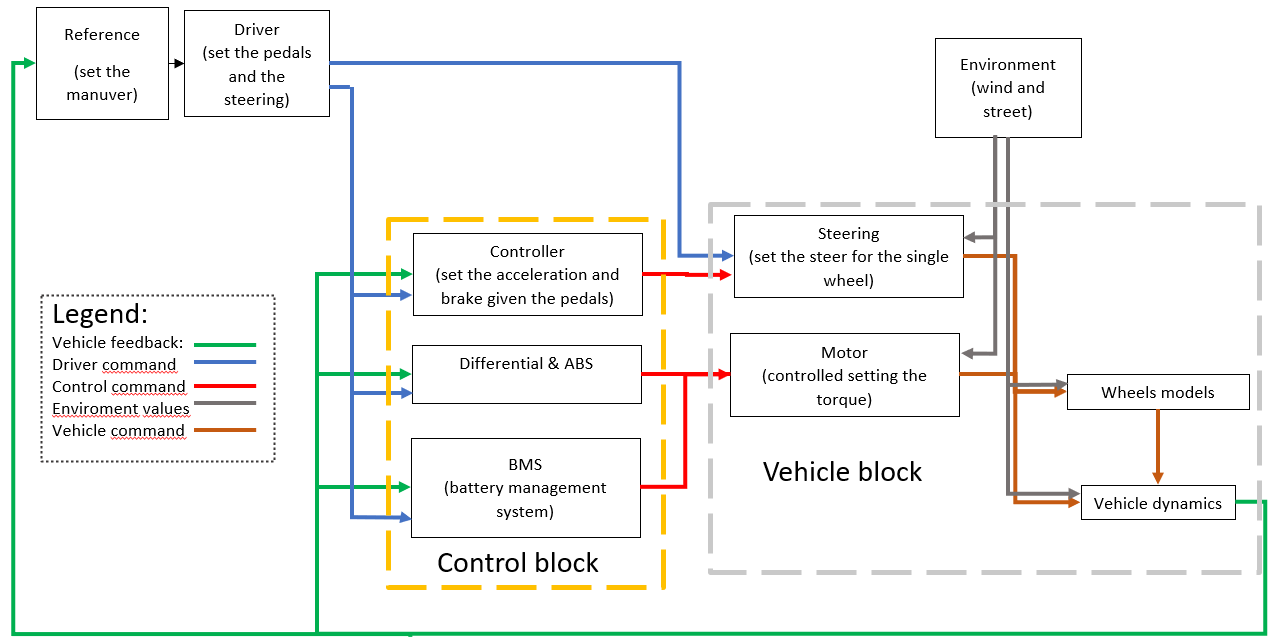 Reference
(set the
manuver)
Driver
(set the pedals
and the
steering)
Environment
(wind and
street)
Controller
(set the acceleration and
brake given the pedals)
Steering
(set the steer for the single
wheel)
Legend:
Vehicle feedback:
Driver command
Control command
Enviroment values
Vehicle command
Differential & ABS
Motor
(controlled setting the
torque)
Wheels models
BMS
(battery management
system)
Vehicle block
Vehicle dynamics
Control block